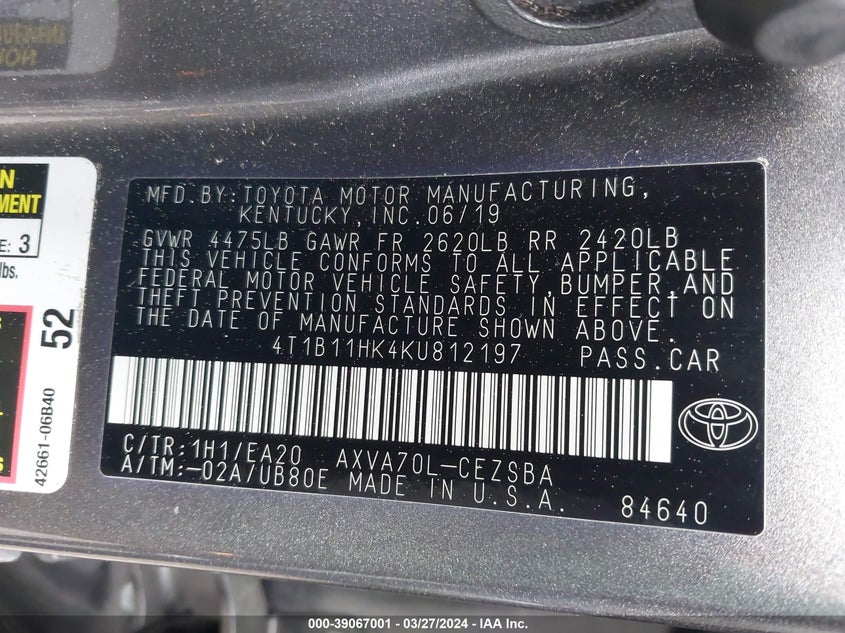 N
EMENT
E: 3
lbs.
52
42661-06B40
MFD.BY:TOYOTA MOTOR MANUFACTURING,
KENTUCKY,INC.06/19
GVWR 4475LB GAWR FR 2620LB RR 2420LB
THIS VEHICLE CONFORMS TO ALL APPLICABLE
FEDERAL MOTOR VEHICLE SAFETY,BUMPER,AND
THEFT PREVENTION STANDARDS IN EFFECT ON
THE DATE OF MANUFACTURE SHOWN ABOVE.
4T1B11HK4KU812197 PASS.CAR
C/TR:1H1/EA20 AXVA70L-CEZSBA
A/TM:-02A/UB80E MADE IN U.S.A. 84640
000-39067001 | 03/27/2024 - IAA Inc.